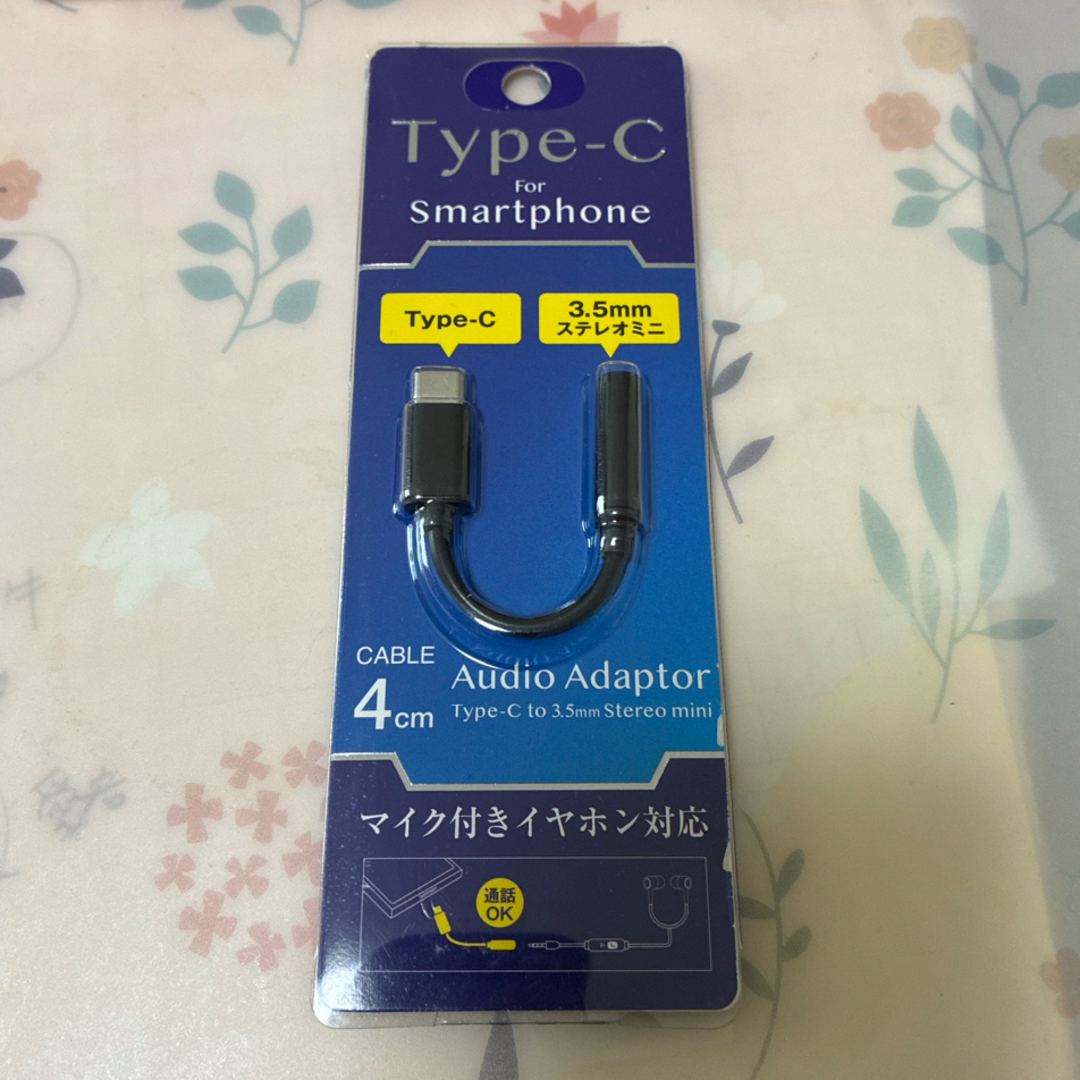 Type-C
For
Smartphone
Type-C
3.5mm
ステレオミニ
CABLE
4cm
Audio Adaptor
Type-C to 3.5mm Stereo mini
マイク付きイヤホン対応
通話
OK